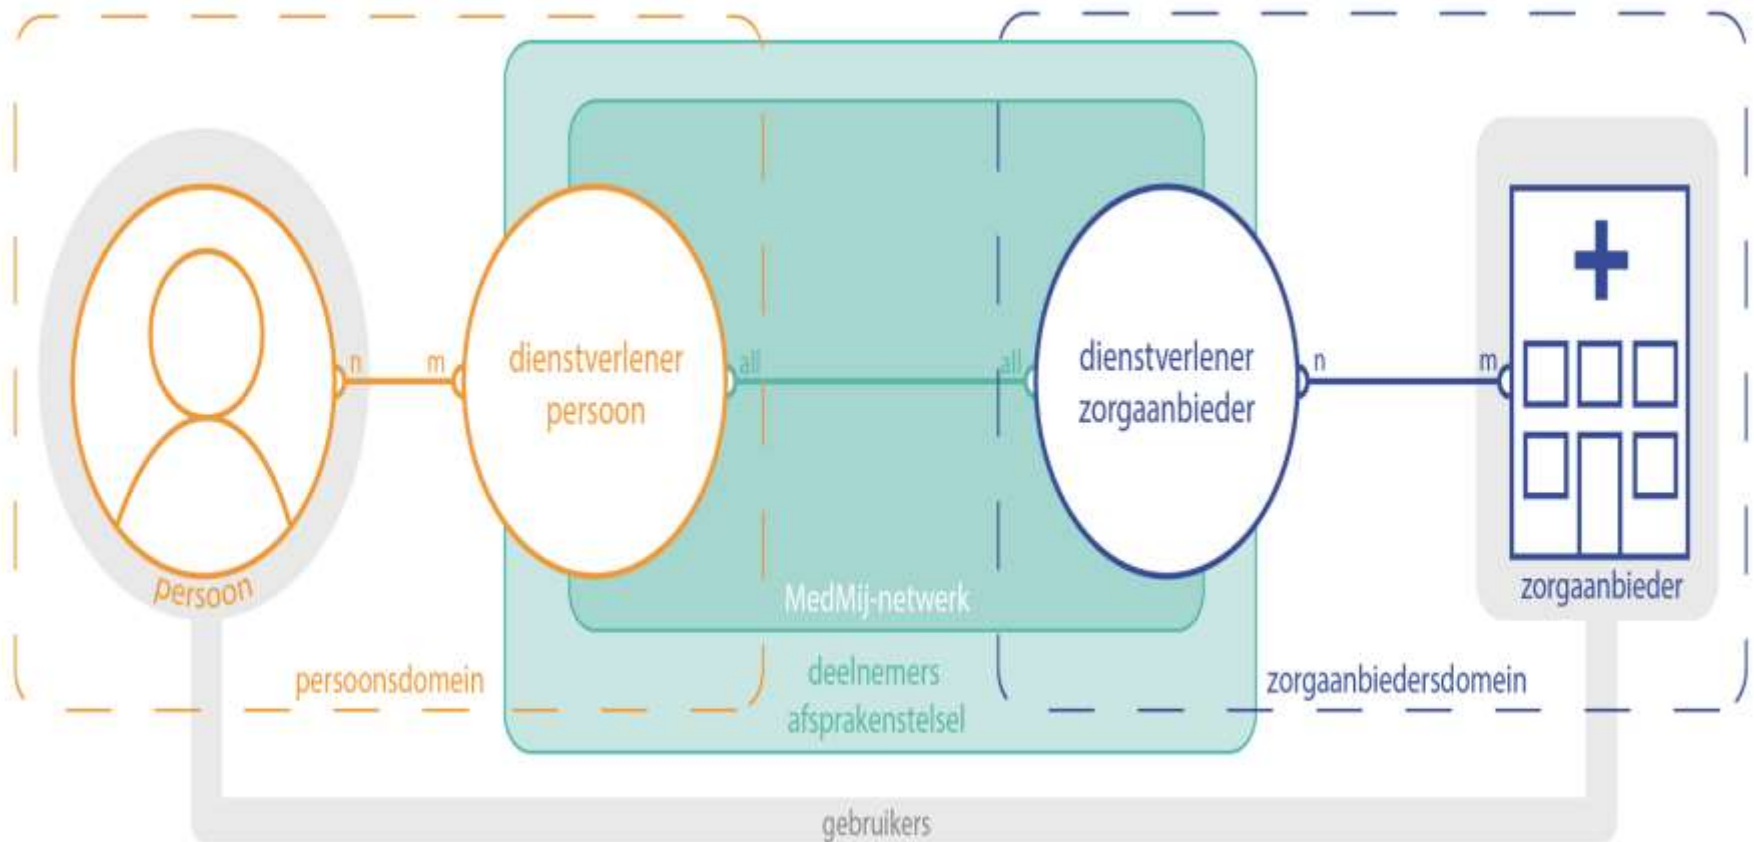 n
m
dienstverlener
persoon
all
all
dienstverlener
zorgaanbieder
n
m
persoon
zorgaanbieder
MedMij-netwerk
persoonsdomein
deelnemers
afsprakenstelsel
zorgaanbiedersdomein
gebruikers